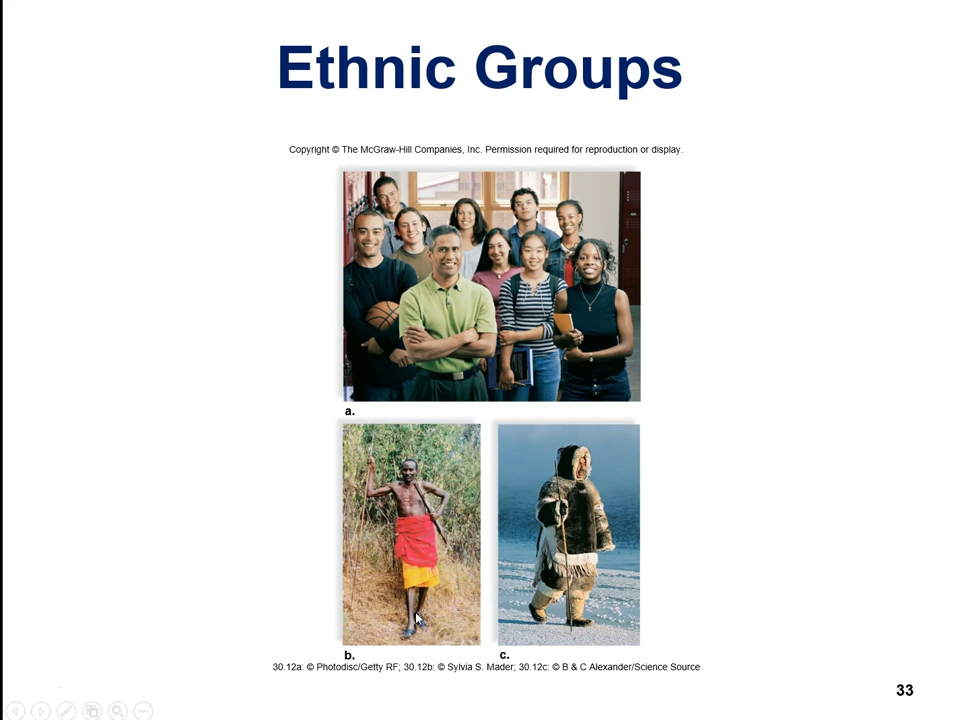 Ethnic Groups
Copyright © The McGraw-Hill Companies, Inc. Permission required for reproduction or display.
a.
b.
c.
30.12a: © Photodisc/Getty RF; 30.12b: © Sylvia S. Mader; 30.12c: © B & C Alexander/Science Source
33